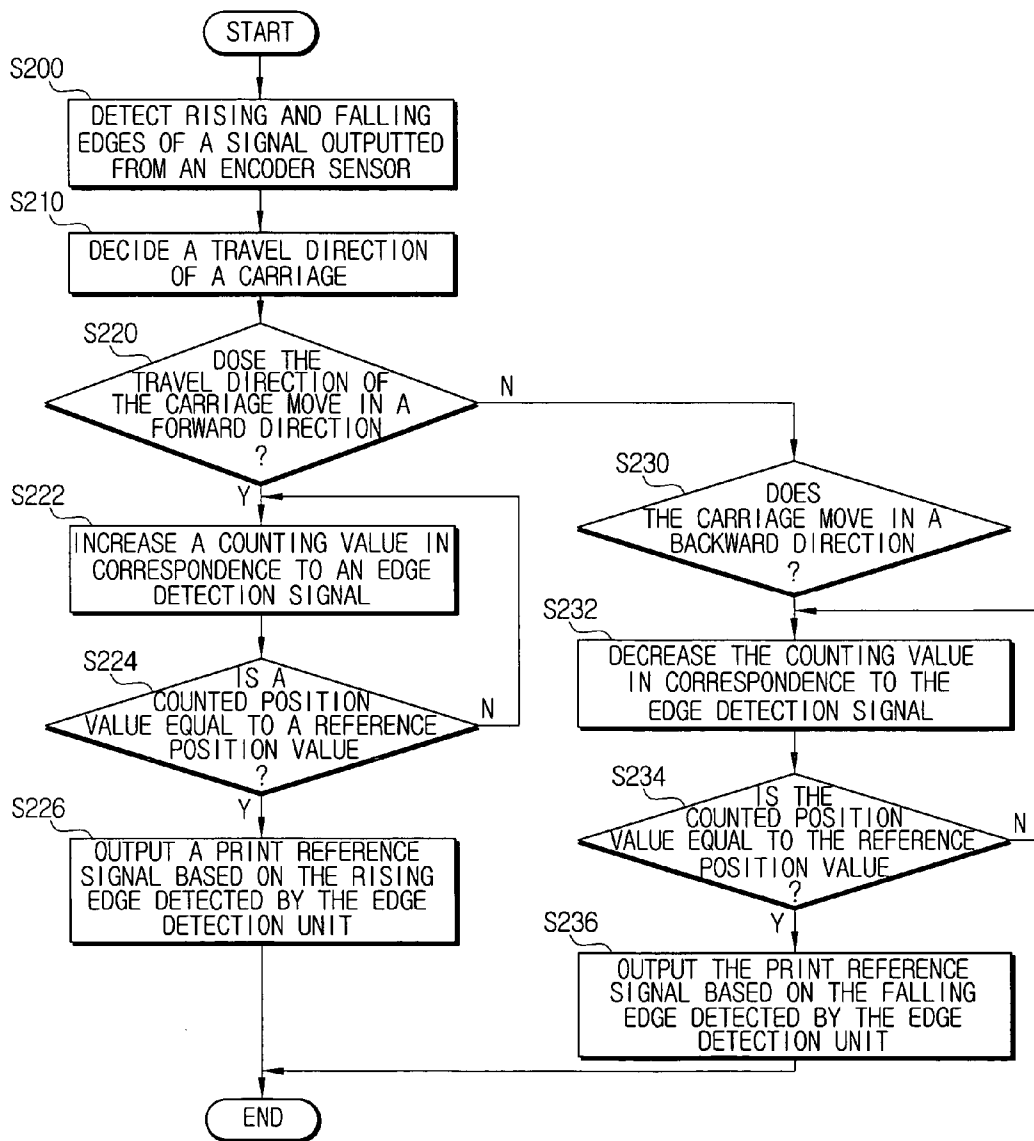 START
S200
DETECT RISING AND FALLING
EDGES OF A SIGNAL OUTPUTTED
FROM AN ENCODER SENSOR
S210
DECIDE A TRAVEL DIRECTION
OF A CARRIAGE
S220
DOSE THE
TRAVEL DIRECTION OF
THE CARRIAGE MOVE IN A
FORWARD DIRECTION
?
N
Y
S222
INCREASE A COUNTING VALUE IN
CORRESPONDENCE TO AN EDGE
DETECTION SIGNAL
S224
IS A
COUNTED POSITION
VALUE EQUAL TO A REFERENCE
POSITION VALUE
?
N
Y
S226
OUTPUT A PRINT REFERENCE
SIGNAL BASED ON THE RISING
EDGE DETECTED BY THE EDGE
DETECTION UNIT
S230
DOES
THE CARRIAGE MOVE IN A
BACKWARD DIRECTION
?
S232
DECREASE THE COUNTING VALUE
IN CORRESPONDENCE TO THE
EDGE DETECTION SIGNAL
S234
IS THE
COUNTED POSITION
VALUE EQUAL TO THE REFERENCE
POSITION VALUE
?
N
Y
S236
OUTPUT THE PRINT REFERENCE
SIGNAL BASED ON THE FALLING
EDGE DETECTED BY THE EDGE
DETECTION UNIT
END